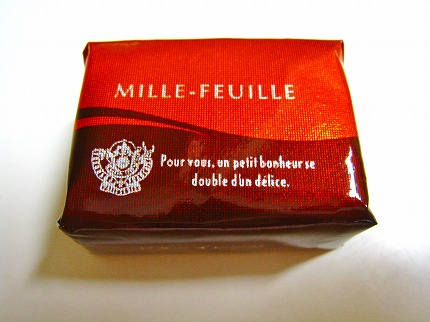 MILLE-FEUILLE
Pour vous, un petit bonheur se
double d'un délice.